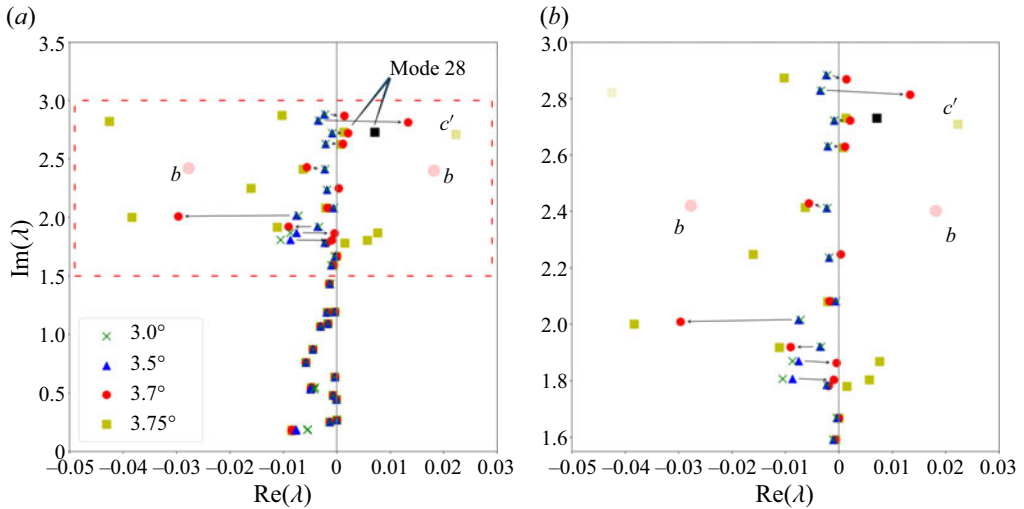 (a)
3.5
3.0
2.5
2.0
1.5
1.0
0.5
0
Im(λ)
Mode 28
c′
b
b
3.0°
3.5°
3.7°
3.75°
−0.05 −0.04 −0.03 −0.02 −0.01 0 0.01 0.02 0.03
Re(λ)
(b)
3.0
2.8
2.6
2.4
2.2
2.0
1.8
1.6
c′
b
b
−0.05 −0.04 −0.03 −0.02 −0.01 0 0.01 0.02 0.03
Re(λ)